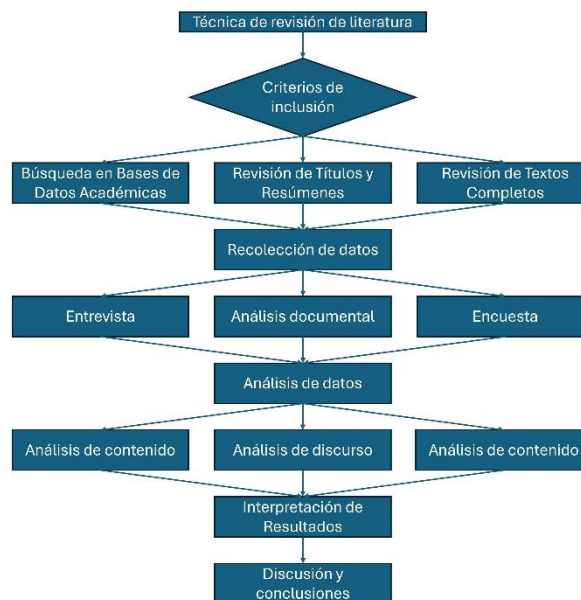 Técnica de revisión de literatura
Criterios de
inclusión
Búsqueda en Bases de
Datos Académicas
Revisión de Títulos y
Resúmenes
Revisión de Textos
Completos
Recolección de datos
Entrevista
Análisis documental
Encuesta
Análisis de datos
Análisis de contenido
Análisis de discurso
Análisis de contenido
Interpretación de
Resultados
Discusión y
conclusiones